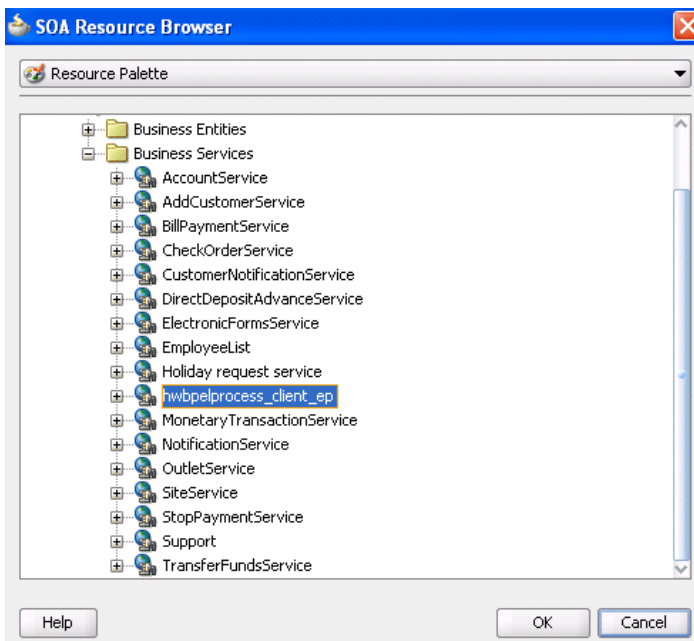 SOA Resource Browser
Resource Palette
Business Entities
Business Services
AccountService
AddCustomerService
BillPaymentService
CheckOrderService
CustomerNotificationService
DirectDepositAdvanceService
ElectronicFormsService
EmployeeList
Holiday request service
hwbpelprocess_client_ep
MonetaryTransactionService
NotificationService
OutletService
SiteService
StopPaymentService
Support
TransferFundsService
Help OK Cancel